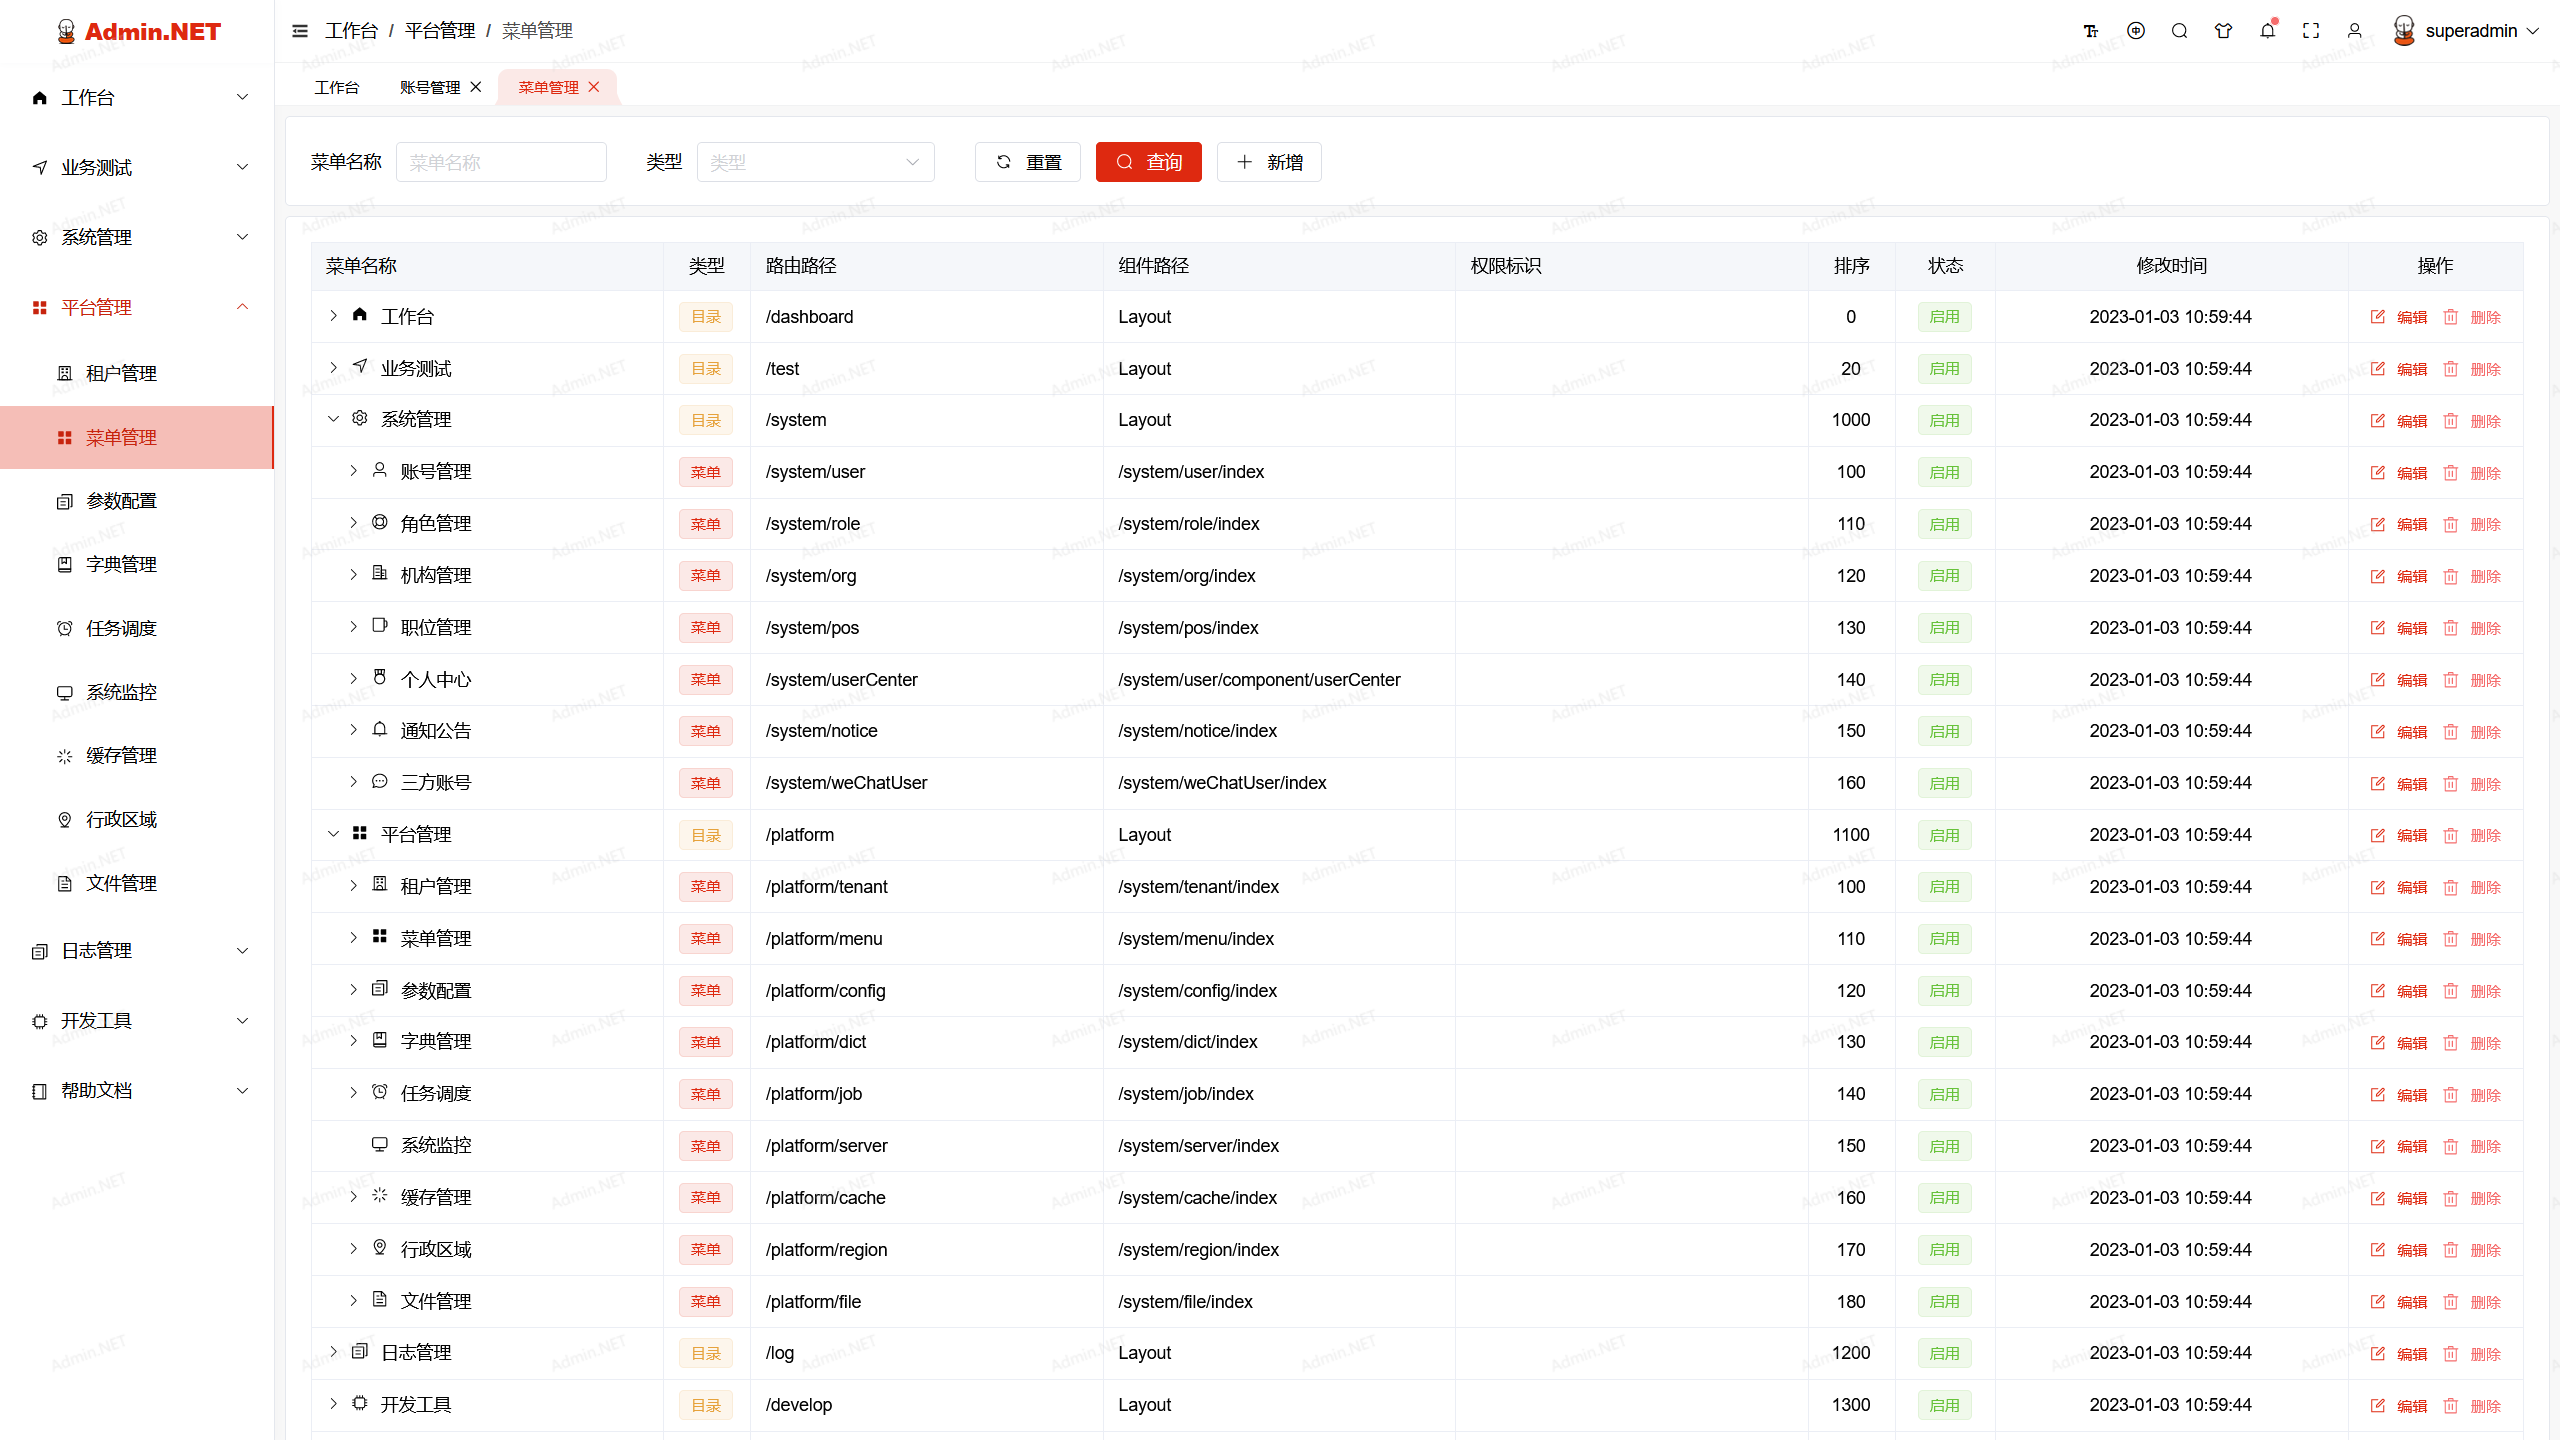 Admin.NET
工作台 / 平台管理 / 菜单管理
superadmin
工作台 账号管理 菜单管理
工作台
业务测试
系统管理
平台管理
租户管理
菜单管理
参数配置
字典管理
任务调度
系统监控
缓存管理
行政区域
文件管理
日志管理
开发工具
帮助文档
菜单名称 菜单名称 类型 类型 重置 查询 新增
菜单名称 类型 路由路径 组件路径 权限标识 排序 状态 修改时间 操作
工作台 目录 /dashboard Layout 0 启用 2023-01-03 10:59:44 编辑 删除
业务测试 目录 /test Layout 20 启用 2023-01-03 10:59:44 编辑 删除
系统管理 目录 /system Layout 1000 启用 2023-01-03 10:59:44 编辑 删除
账号管理 菜单 /system/user /system/user/index 100 启用 2023-01-03 10:59:44 编辑 删除
角色管理 菜单 /system/role /system/role/index 110 启用 2023-01-03 10:59:44 编辑 删除
机构管理 菜单 /system/org /system/org/index 120 启用 2023-01-03 10:59:44 编辑 删除
职位管理 菜单 /system/pos /system/pos/index 130 启用 2023-01-03 10:59:44 编辑 删除
个人中心 菜单 /system/userCenter /system/user/component/userCenter 140 启用 2023-01-03 10:59:44 编辑 删除
通知公告 菜单 /system/notice /system/notice/index 150 启用 2023-01-03 10:59:44 编辑 删除
三方账号 菜单 /system/weChatUser /system/weChatUser/index 160 启用 2023-01-03 10:59:44 编辑 删除
平台管理 目录 /platform Layout 1100 启用 2023-01-03 10:59:44 编辑 删除
租户管理 菜单 /platform/tenant /system/tenant/index 100 启用 2023-01-03 10:59:44 编辑 删除
菜单管理 菜单 /platform/menu /system/menu/index 110 启用 2023-01-03 10:59:44 编辑 删除
参数配置 菜单 /platform/config /system/config/index 120 启用 2023-01-03 10:59:44 编辑 删除
字典管理 菜单 /platform/dict /system/dict/index 130 启用 2023-01-03 10:59:44 编辑 删除
任务调度 菜单 /platform/job /system/job/index 140 启用 2023-01-03 10:59:44 编辑 删除
系统监控 菜单 /platform/server /system/server/index 150 启用 2023-01-03 10:59:44 编辑 删除
缓存管理 菜单 /platform/cache /system/cache/index 160 启用 2023-01-03 10:59:44 编辑 删除
行政区域 菜单 /platform/region /system/region/index 170 启用 2023-01-03 10:59:44 编辑 删除
文件管理 菜单 /platform/file /system/file/index 180 启用 2023-01-03 10:59:44 编辑 删除
日志管理 目录 /log Layout 1200 启用 2023-01-03 10:59:44 编辑 删除
开发工具 目录 /develop Layout 1300 启用 2023-01-03 10:59:44 编辑 删除